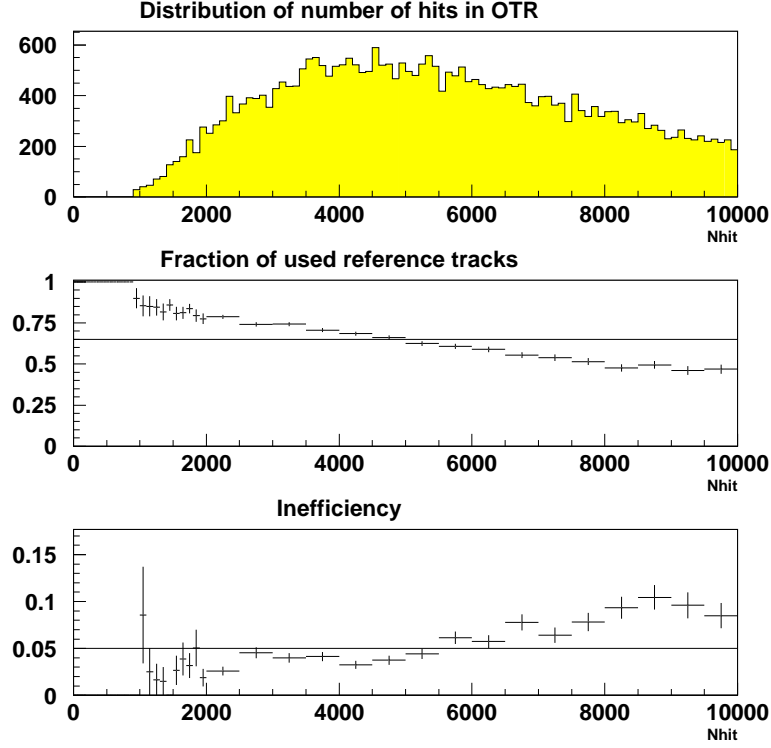 Distribution of number of hits in OTR
600
400
200
0
0 2000 4000 6000 8000 10000
Nhit
Fraction of used reference tracks
1
0.75
0.5
0.25
0
0 2000 4000 6000 8000 10000
Nhit
Inefficiency
0.15
0.1
0.05
0
0 2000 4000 6000 8000 10000
Nhit